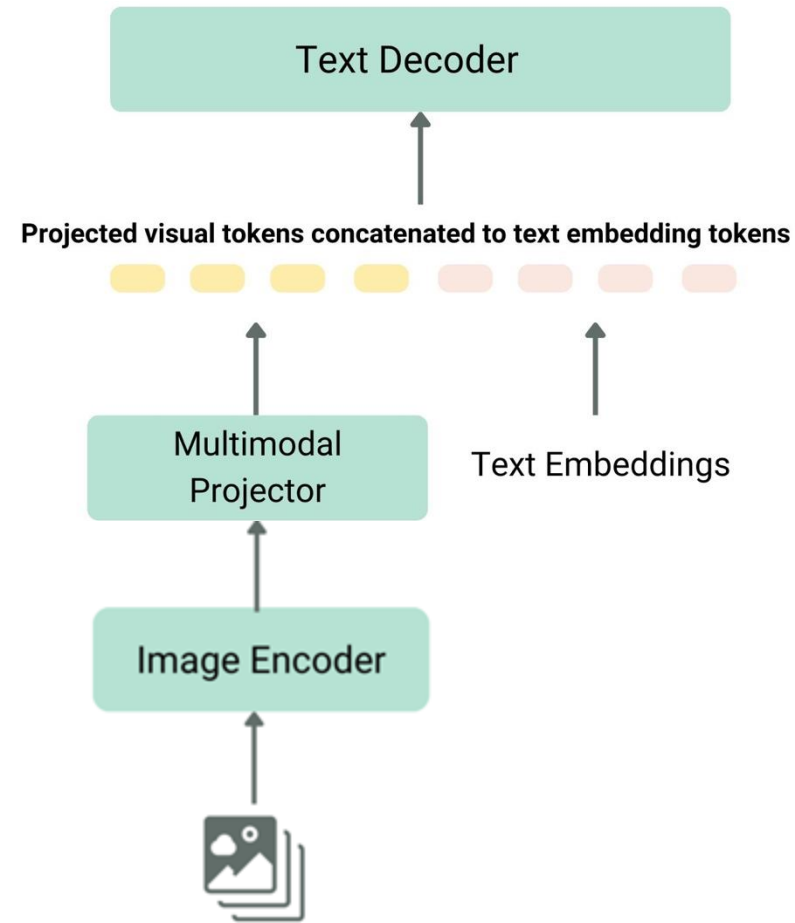 Text Decoder
Projected visual tokens concatenated to text embedding tokens
Multimodal
Projector
Text Embeddings
Image Encoder